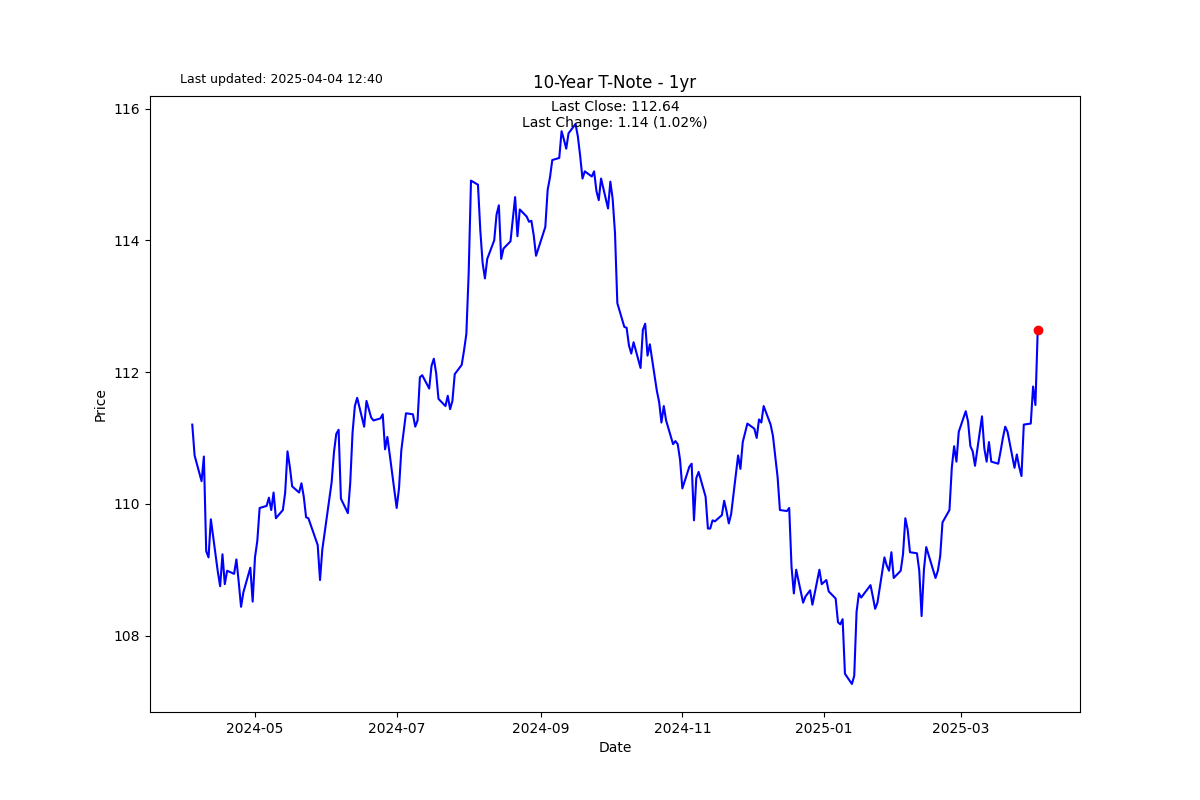 Last updated: 2025-04-04 12:40
10-Year T-Note - 1yr
Last Close: 112.64
Last Change: 1.14 (1.02%)
116
114
112
110
108
Price
2024-05
2024-07
2024-09
2024-11
2025-01
2025-03
Date